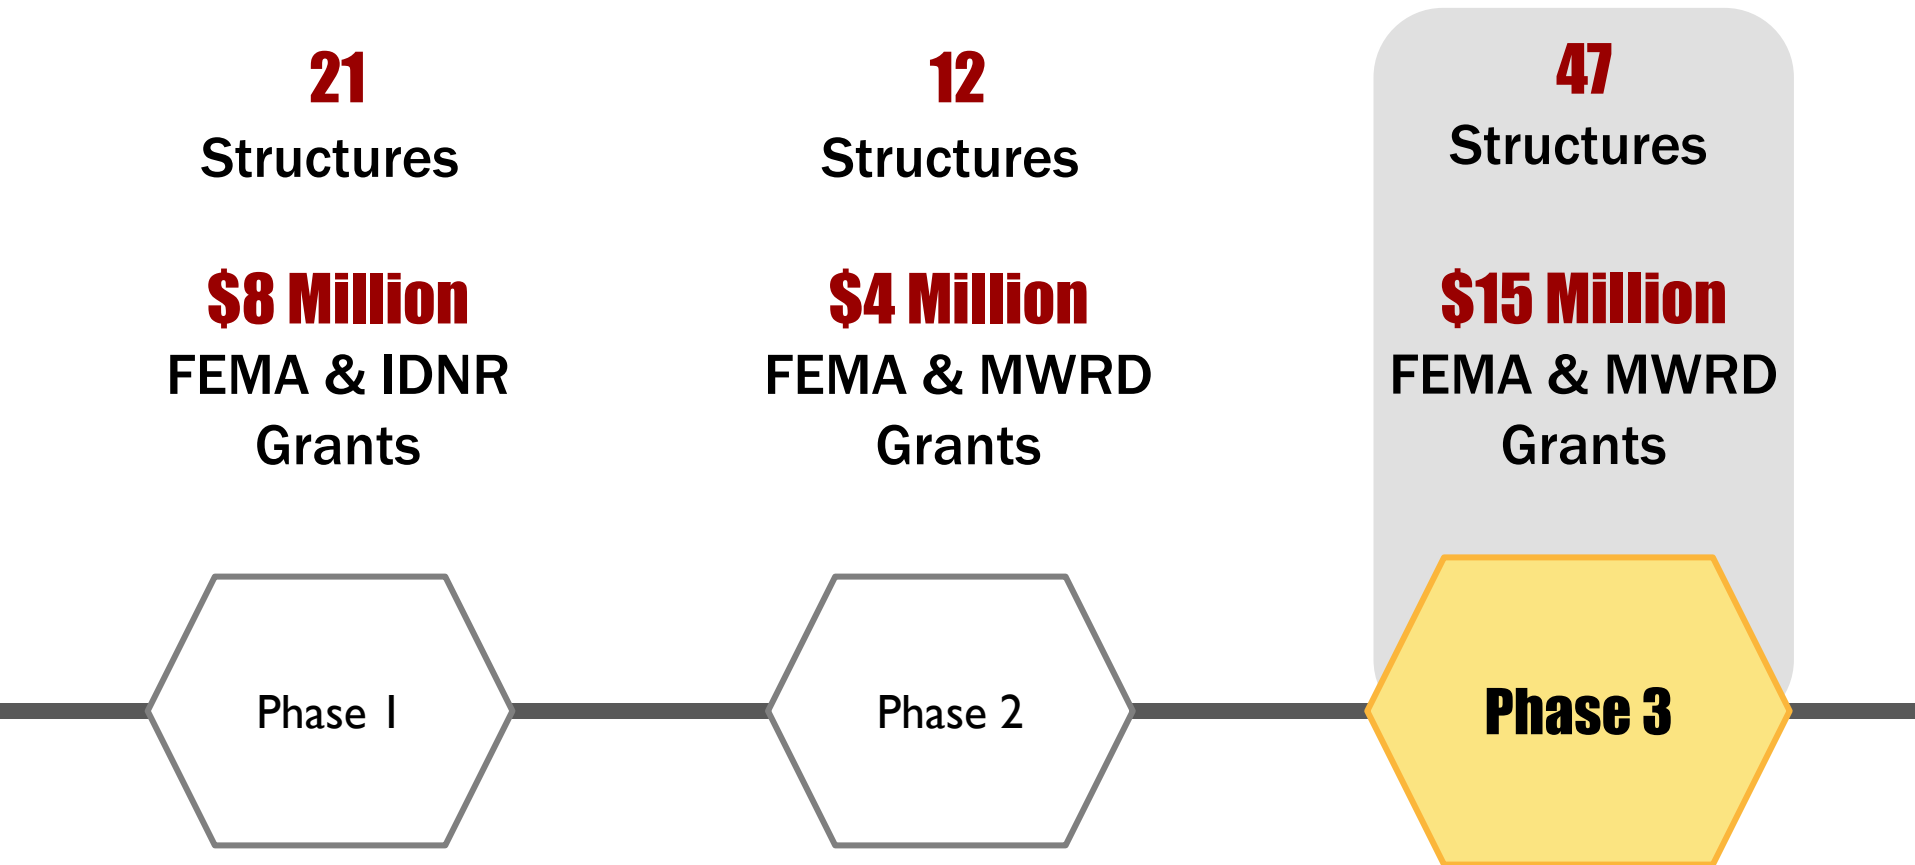 21
Structures
$8 Million
FEMA & IDNR
Grants
Phase 1
12
Structures
$4 Million
FEMA & MWRD
Grants
Phase 2
47
Structures
$15 Million
FEMA & MWRD
Grants
Phase 3